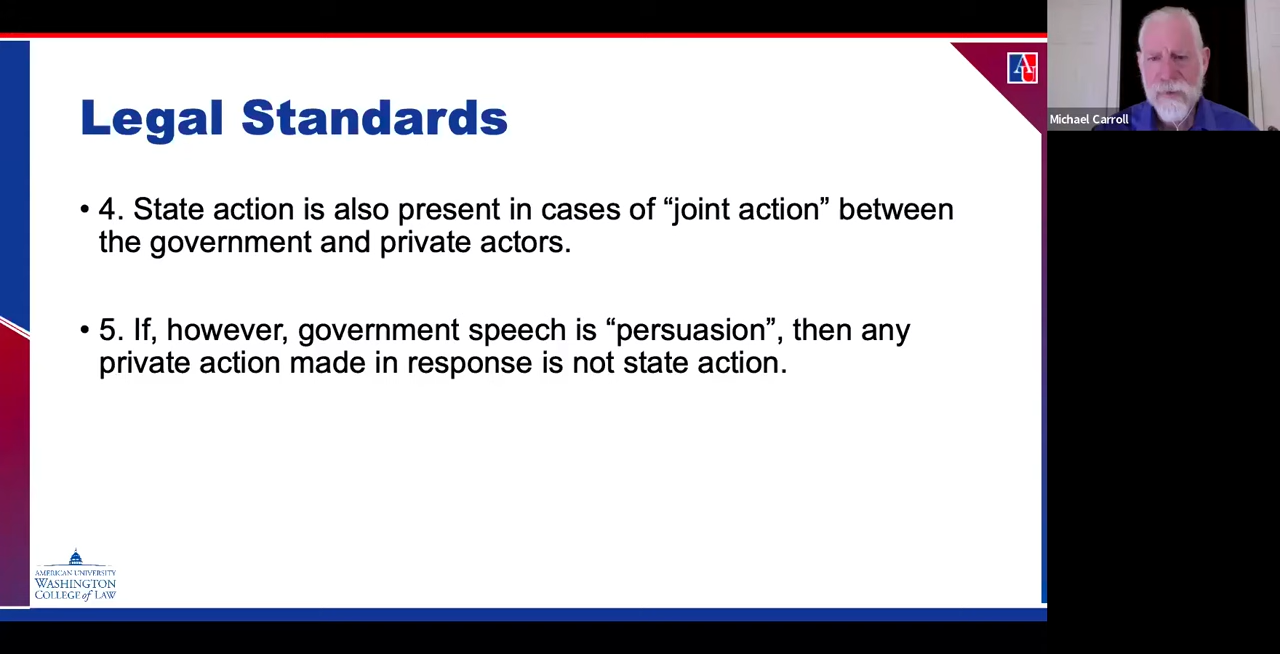 Legal Standards
• 4. State action is also present in cases of “joint action” between
the government and private actors.
• 5. If, however, government speech is “persuasion”, then any
private action made in response is not state action.
AU
Michael Carroll
AMERICAN UNIVERSITY
WASHINGTON
COLLEGE of LAW